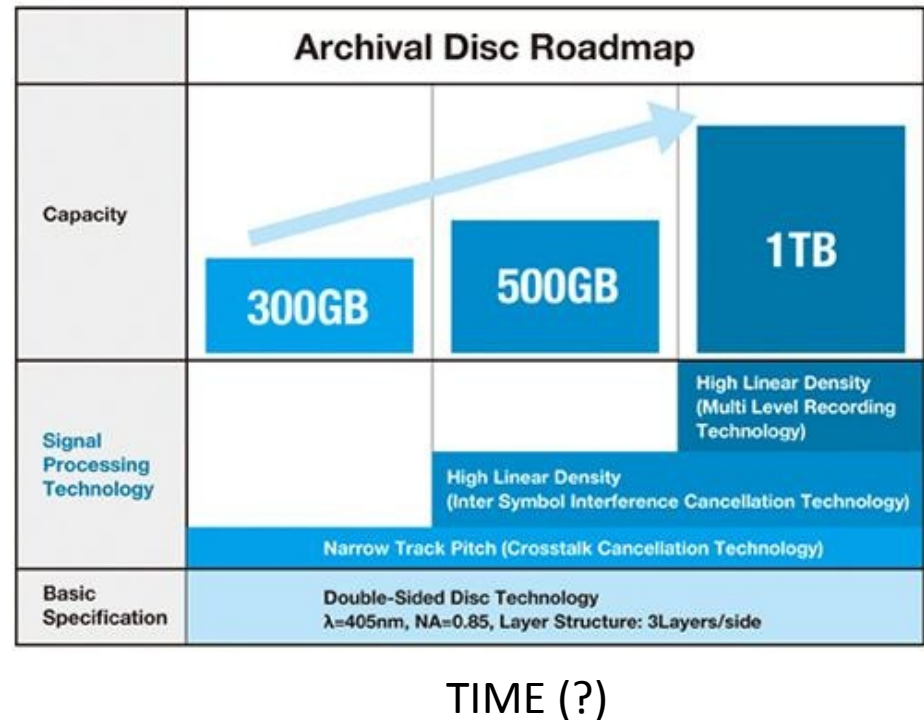 Archival Disc Roadmap
Capacity
300GB
500GB
1TB
Signal
Processing
Technology
High Linear Density
(Multi Level Recording
Technology)
High Linear Density
(Inter Symbol Interference Cancellation Technology)
Narrow Track Pitch (Crosstalk Cancellation Technology)
Basic
Specification
Double-Sided Disc Technology
λ=405nm, NA=0.85, Layer Structure: 3Layers/side
TIME (?)